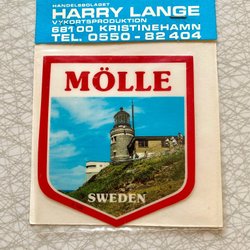 HANDELSBOLAGET
HARRY LANGE
VYKORTSPRODUKTION
68100 KRISTINEHAMN
TEL. 0550 - 82 404
MÖLLE
SWEDEN